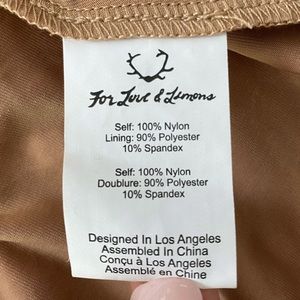 For Love & Lemons
Self: 100% Nylon
Lining: 90% Polyester
10% Spandex
Self: 100% Nylon
Doublure: 90% Polyester
10% Spandex
Designed In Los Angeles
Assembled In China
Conçu à Los Angeles
Assemblé en Chine